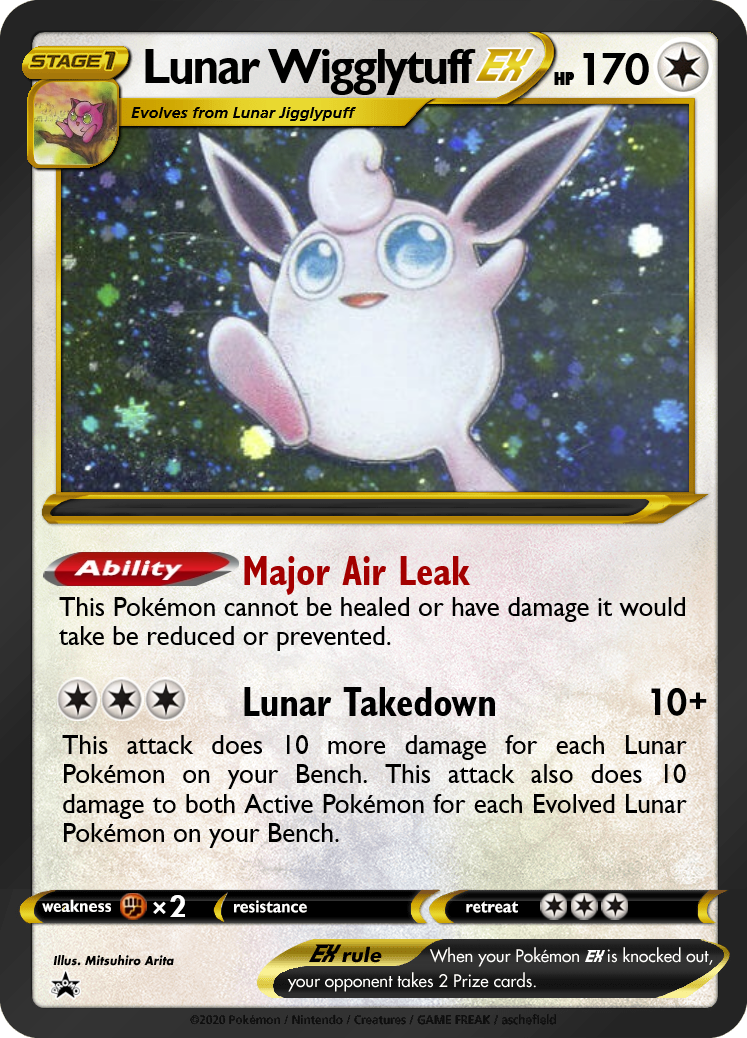 STAGE1 Lunar Wigglytuff EX HP 170
Evolves from Lunar Jigglypuff
Ability Major Air Leak
This Pokémon cannot be healed or have damage it would
take be reduced or prevented.
Lunar Takedown 10+
This attack does 10 more damage for each Lunar
Pokémon on your Bench. This attack also does 10
damage to both Active Pokémon for each Evolved Lunar
Pokémon on your Bench.
weakness ×2 resistance retreat
Illus. Mitsuhiro Arita
EX rule When your Pokémon EX is knocked out,
your opponent takes 2 Prize cards.
PROMO
©2020 Pokémon / Nintendo / Creatures / GAME FREAK / aschefield